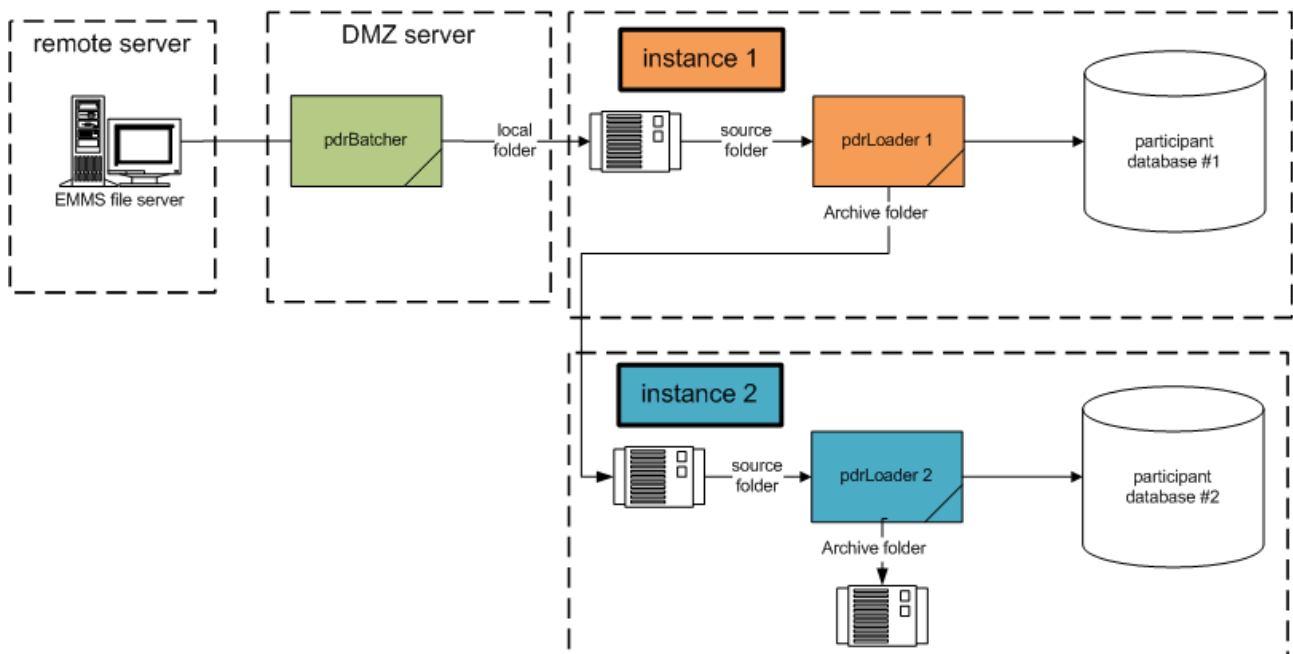 remote server
EMMS file server
DMZ server
pdrBatcher
local
folder
instance 1
source
folder
pdrLoader 1
Archive folder
participant
database #1
instance 2
source
folder
pdrLoader 2
Archive folder
participant
database #2